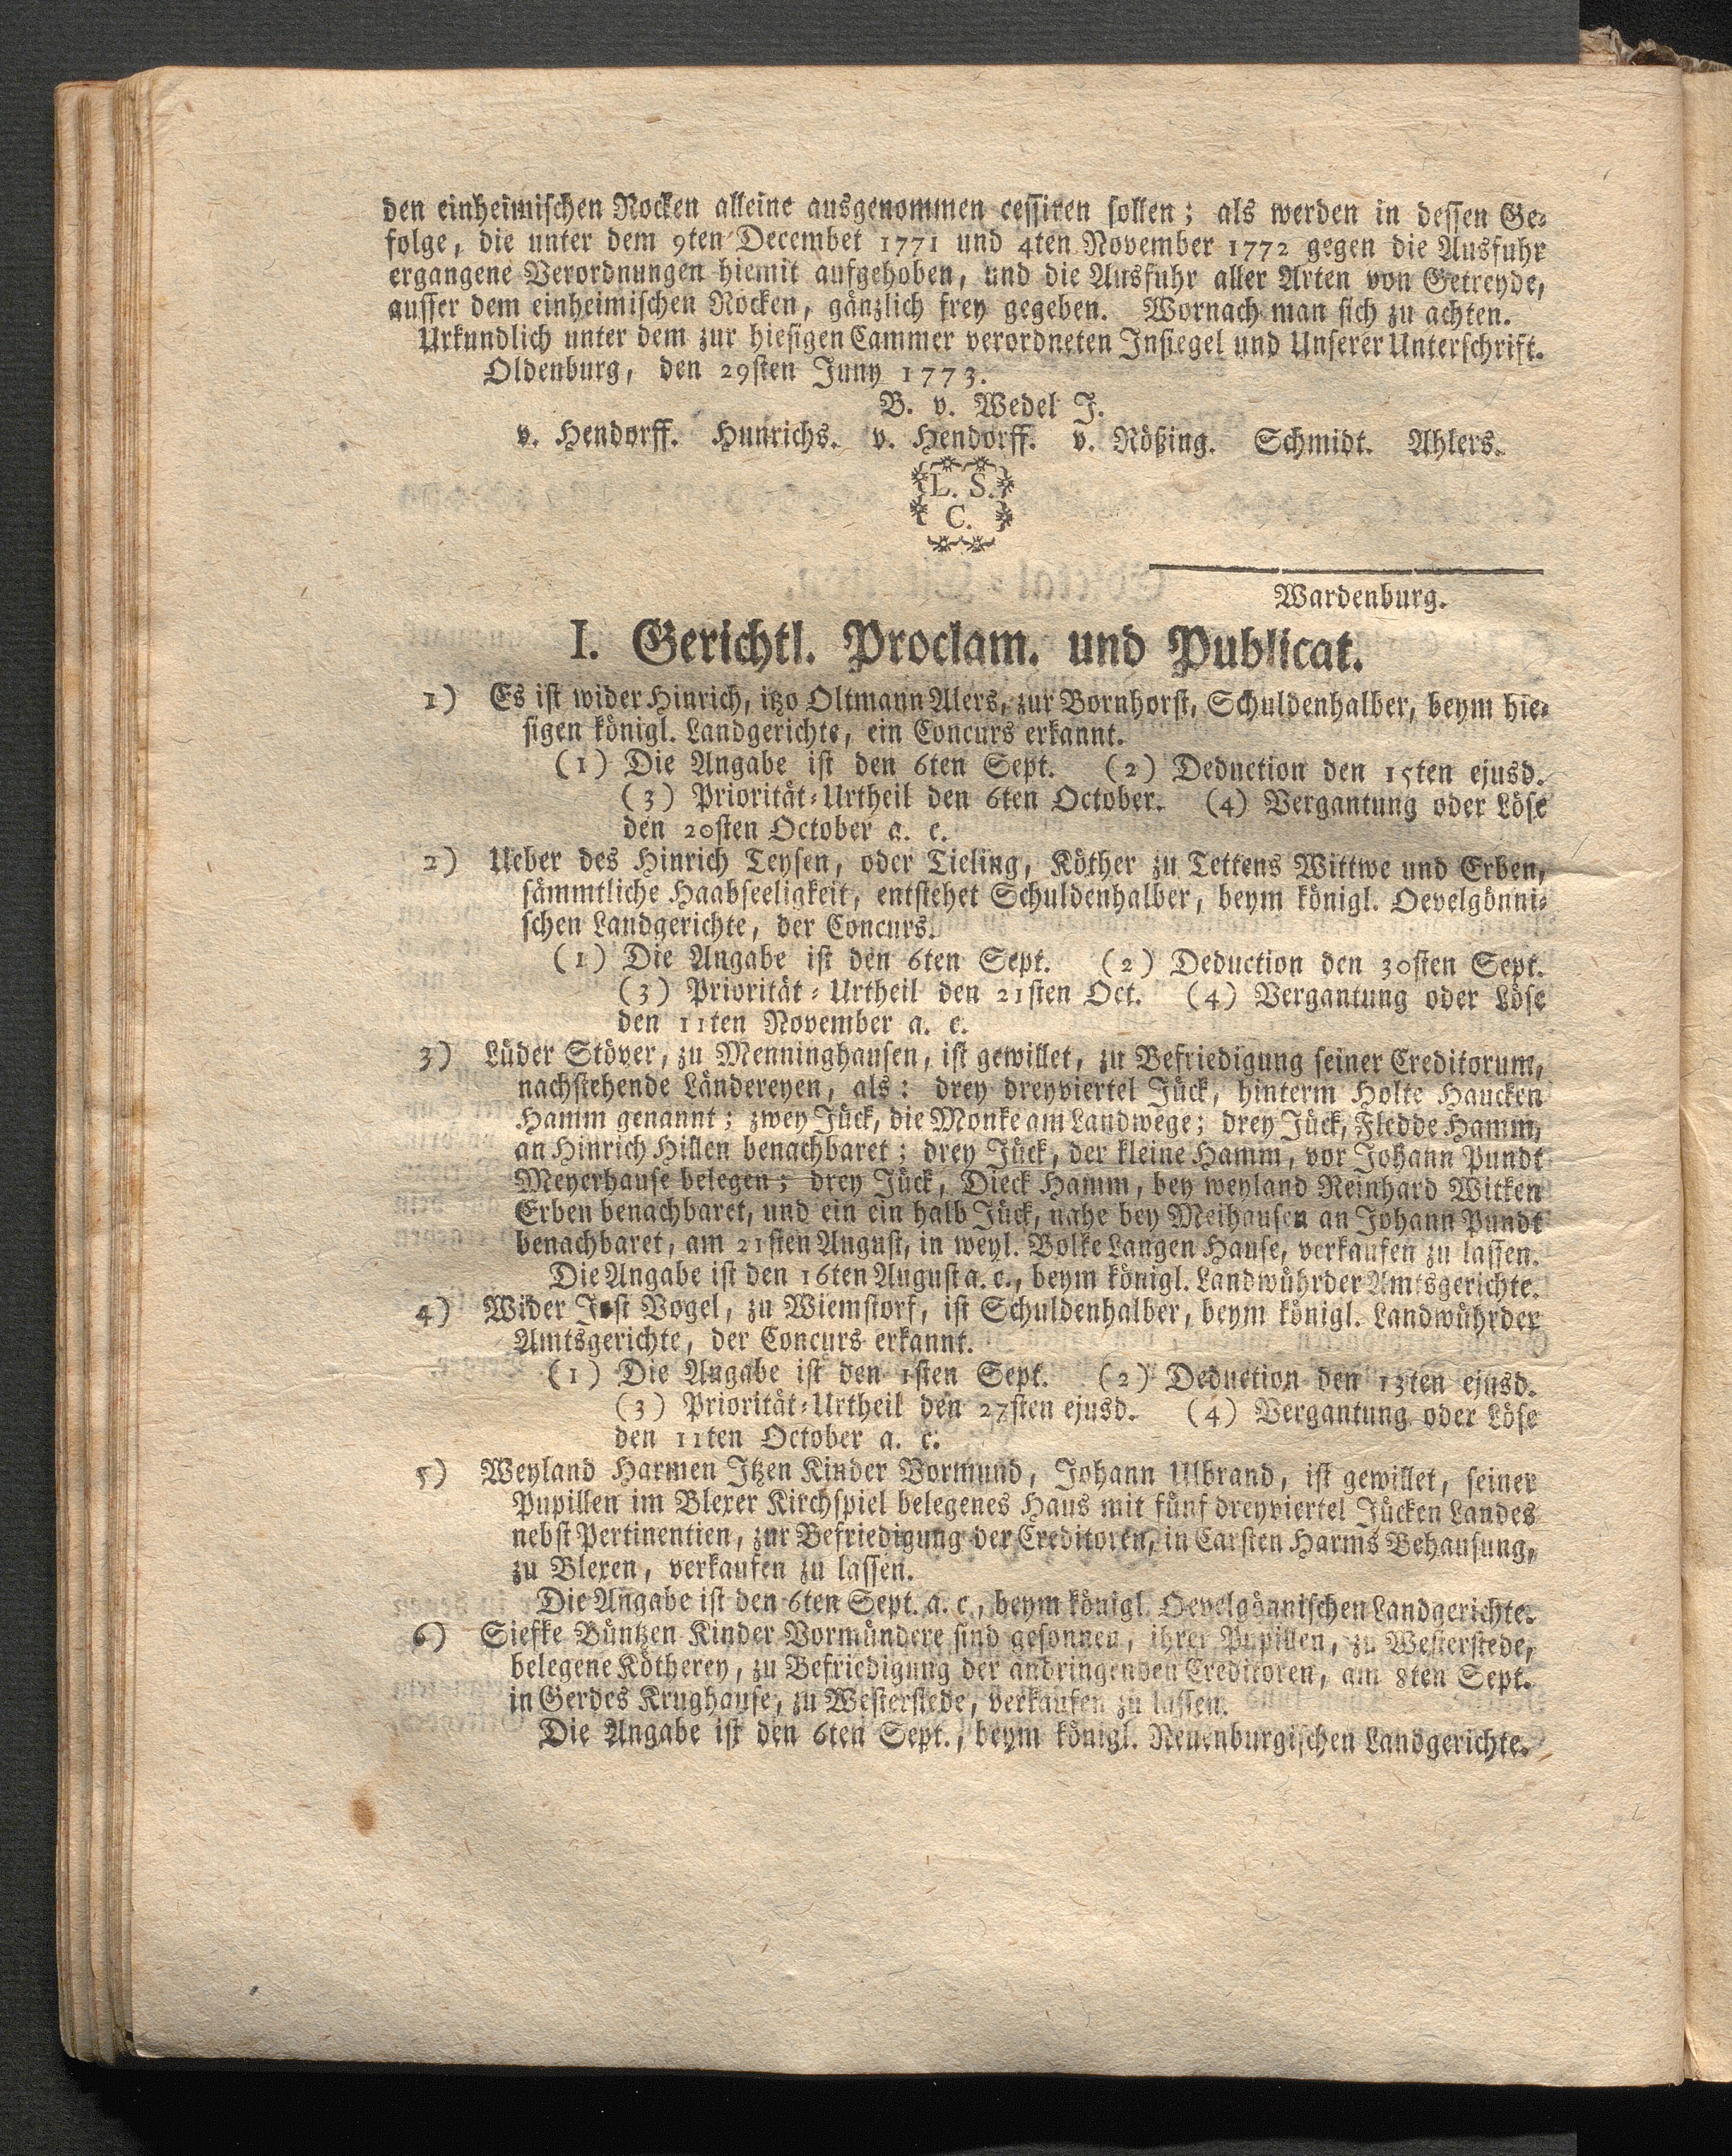 den einheimischen Rocken alleine ausgenommen cessiren sollen; als werden in dessen Ge-
folge, die unter dem 9ten Decembet 1771 und 4ten November 1772 gegen die Ausfuhr
ergangene Verordnungen hiemit aufgehoben, und die Ausfuhr aller Arten von Getreyde,
ausser dem einheimischen Rocken, gänzlich frey gegeben. Wornach man sich zu achten.
Urkundlich unter dem zur hiesigen Cammer verordneten Insiegel und Unserer Unterschrift.
Oldenburg, den 29sten Juny 1773.
B. v. Wedel J.
v. Hendorff. Hunrichs. v. Hendorff. v. Rößing. Schmidt. Ahlers.
L. S.
C.
Wardenburg.
I. Gerichtl. Proclam. und Publicat.
1) Es ist wider Hinrich, itzo Oltmann Alers, zur Bornhorst, Schuldenhalber, beym hie-
sigen königl. Landgerichte, ein Concurs erkannt.
(1) Die Angabe ist den 6ten Sept. (2) Deduction den 15ten ejusd.
(3) Priorität-Urtheil den 6ten October. (4) Vergantung oder Löse
den 20sten October a. c.
2) Ueber des Hinrich Teysen, oder Tieling, Köther zu Tettens Wittwe und Erben,
sämmtliche Haabseeligkeit, entstehet Schuldenhalber, beym königl. Oevelgönni-
schen Landgerichte, der Concurs.
(1) Die Angabe ist den 6ten Sept. (2) Deduction den 30sten Sept.
(3) Priorität-Urtheil den 21sten Oct. (4) Vergantung oder Löse
den 11ten November a. c.
3) Lüder Stöver, zu Menninghausen, ist gewillet, zu Befriedigung seiner Creditorum,
nachstehende Ländereyen, als: drey dreyviertel Jück, hinterm Holte Haucken
Hamm genannt; zwey Jück, die Monke am Landwege; drey Jück, Fledde Hamm,
an Hinrich Hillen benachbaret; drey Jück, der kleine Hamm, vor Johann Pundt
Meyerhause belegen; drey Jück, Dieck Hamm, bey weyland Reinhard Witken
Erben benachbaret, und ein ein halb Jück, nahe bey Meihausen an Johann Pundt
benachbaret, am 21sten August, in weyl. Bolke Langen Hause, verkaufen zu lassen.
Die Angabe ist den 16ten August a. c., beym königl. Landwührder Amtsgerichte.
4) Wider Jost Vogel, zu Wiemstorf, ist Schuldenhalber, beym königl. Landwührder
Amtsgerichte, der Concurs erkannt.
(1) Die Angabe ist den 1sten Sept. (2) Deduction den 13ten ejusd.
(3) Priorität-Urtheil den 27sten ejusd. (4) Vergantung oder Löse
den 11ten October a. c.
5) Weyland Harmen Itzen Kinder Vormund, Johann Ulbrand, ist gewillet, seiner
Pupillen im Blexer Kirchspiel belegenes Haus mit fünf dreyviertel Jücken Landes
nebst Pertinentien, zur Befriedigung der Creditoren, in Carsten Harms Behausung,
zu Blexen, verkaufen zu lassen.
Die Angabe ist den 6ten Sept. a. c., beym königl. Oevelgönnischen Landgerichte.
6) Siefke Büntzen Kinder Vormündere sind gesonnen, ihrer Pupillen, zu Westerstede,
belegene Kötherey, zu Befriedigung der andringenden Creditoren, am 8ten Sept.
in Gerdes Krughause, zu Westerstede, verkaufen zu lassen.
Die Angabe ist den 6ten Sept., beym königl. Neuenburgischen Landgerichte.